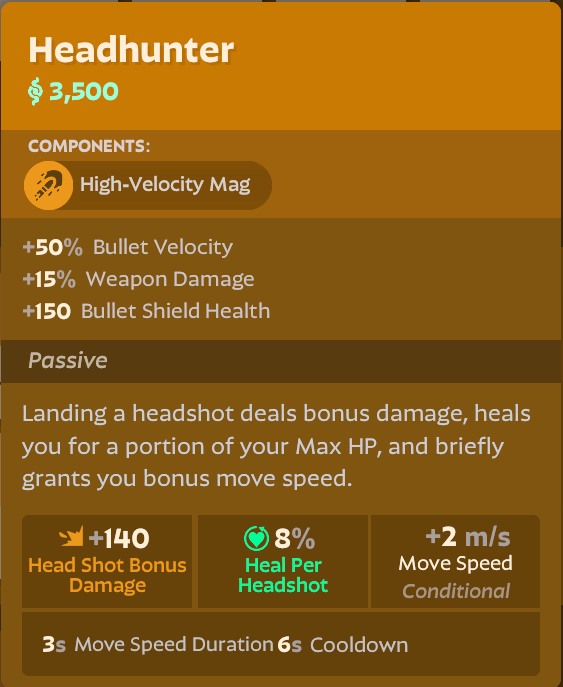 Headhunter
3,500
COMPONENTS:
High-Velocity Mag
+50% Bullet Velocity
+15% Weapon Damage
+150 Bullet Shield Health
Passive
Landing a headshot deals bonus damage, heals
you for a portion of your Max HP, and briefly
grants you bonus move speed.
+140
Head Shot Bonus
Damage
8%
Heal Per
Headshot
+2 m/s
Move Speed
Conditional
3s Move Speed Duration 6s Cooldown